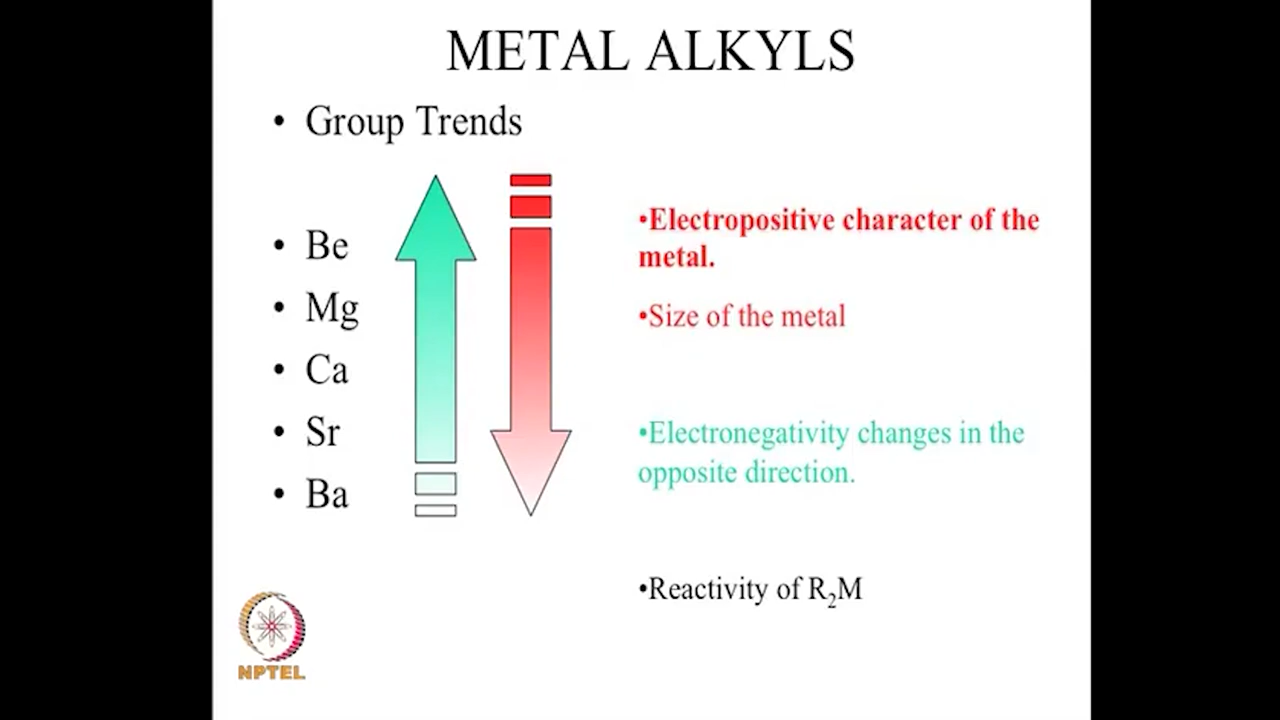 METAL ALKYLS
• Group Trends
• Be
• Mg
• Ca
• Sr
• Ba
•Electropositive character of the
metal.
•Size of the metal
•Electronegativity changes in the
opposite direction.
•Reactivity of R₂M
NPTEL